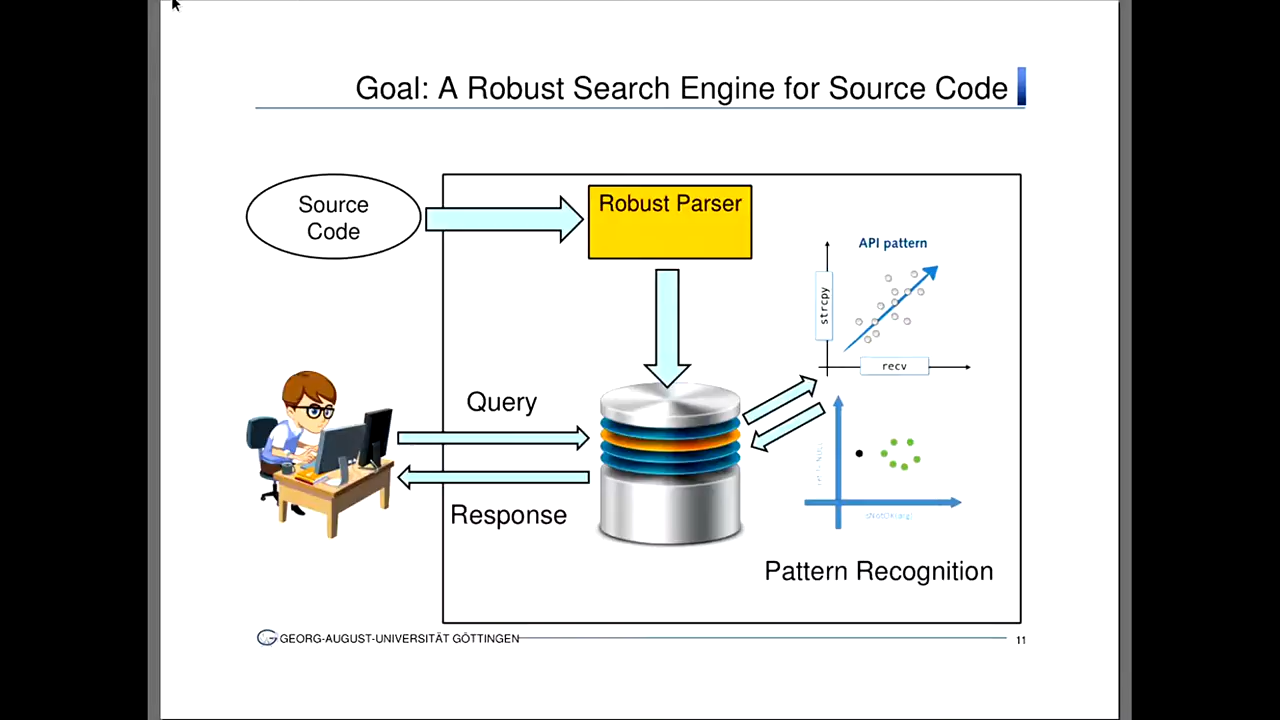 Goal: A Robust Search Engine for Source Code
Source
Code
Robust Parser
API pattern
strcpy
recv
Query
Response
Pattern Recognition
GEORG-AUGUST-UNIVERSITÄT GÖTTINGEN
11